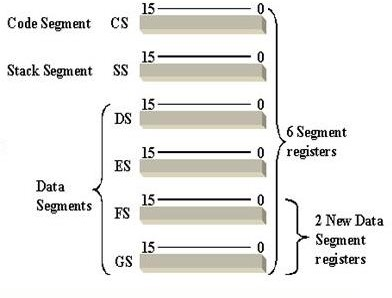 15 0
Code Segment CS
15 0
Stack Segment SS
15 0
DS
15 0
ES
Data
Segments
15 0
FS
15 0
GS
6 Segment
registers
2 New Data
Segment
registers